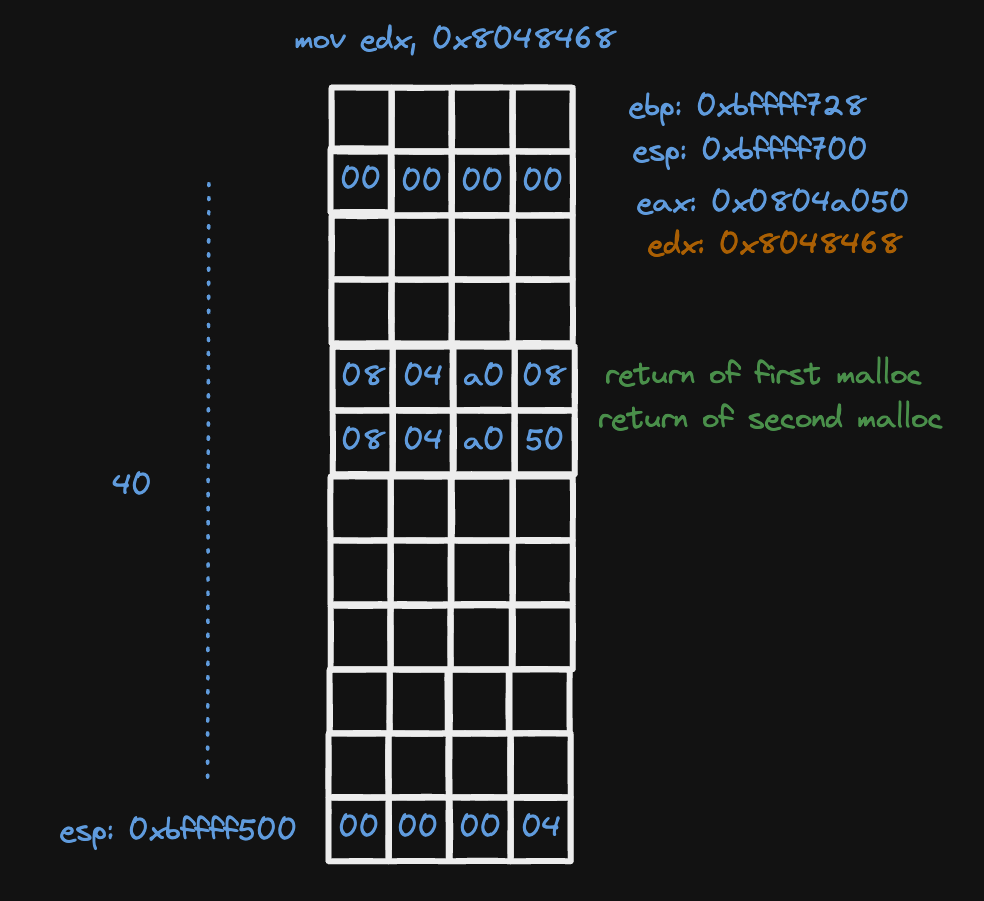 mov edx, 0x8048468
ebp: 0xbffff728
esp: 0xbffff700
00 00 00 00
eax: 0x0804a050
edx: 0x8048468
08 04 a0 08 return of first malloc
08 04 a0 50 return of second malloc
40
esp: 0xbffff500 00 00 00 04